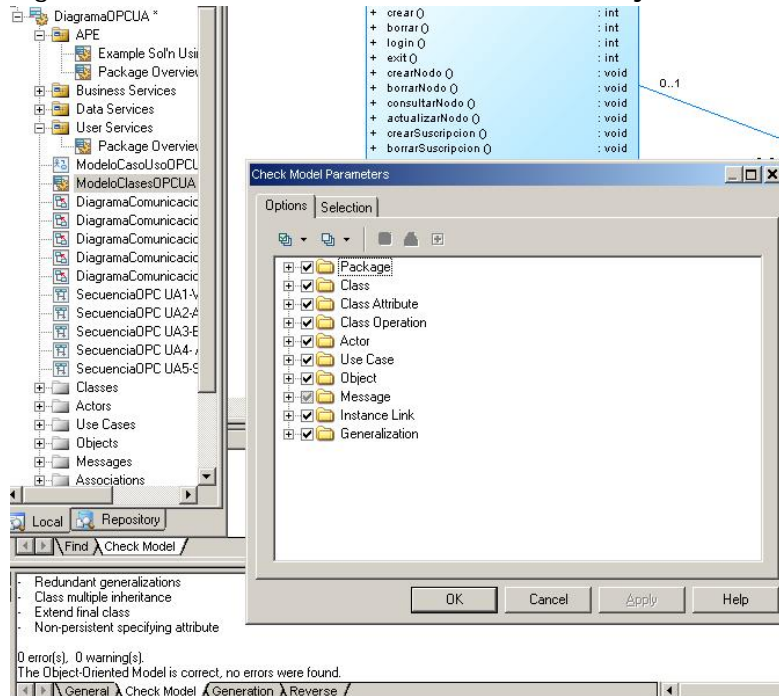 DiagramaOPCUA *
APE
Example Sol'n Usi
Package Overvie
Business Services
Data Services
User Services
Package Overvie
ModeloCasoUsoOPCU
ModeloClasesOPCUA
DiagramaComunicacic
DiagramaComunicacic
DiagramaComunicacic
DiagramaComunicacic
DiagramaComunicacic
SecuenciaOPC UA1-V
SecuenciaOPC UA2-A
SecuenciaOPC UA3-E
SecuenciaOPC UA4-
SecuenciaOPC UA5-S
Classes
Actors
Use Cases
Objects
Messages
Associations
Local Repository
Find Check Model
+ crear () : int
+ borrar () : int
+ login () : int
+ exit () : int
+ crearNodo () : void
+ borrarNodo () : void
+ consultarNodo () : void
+ actualizarNodo () : void
+ crearSuscripcion () : void
+ borrarSuscripcion () : void
0..1
Check Model Parameters
Options Selection
Package
Class
Class Attribute
Class Operation
Actor
Use Case
Object
Message
Instance Link
Generalization
OK Cancel Apply Help
- Redundant generalizations
- Class multiple inheritance
- Extend final class
- Non-persistent specifying attribute
0 error(s), 0 warning(s).
The Object-Oriented Model is correct, no errors were found.
General Check Model Generation Reverse